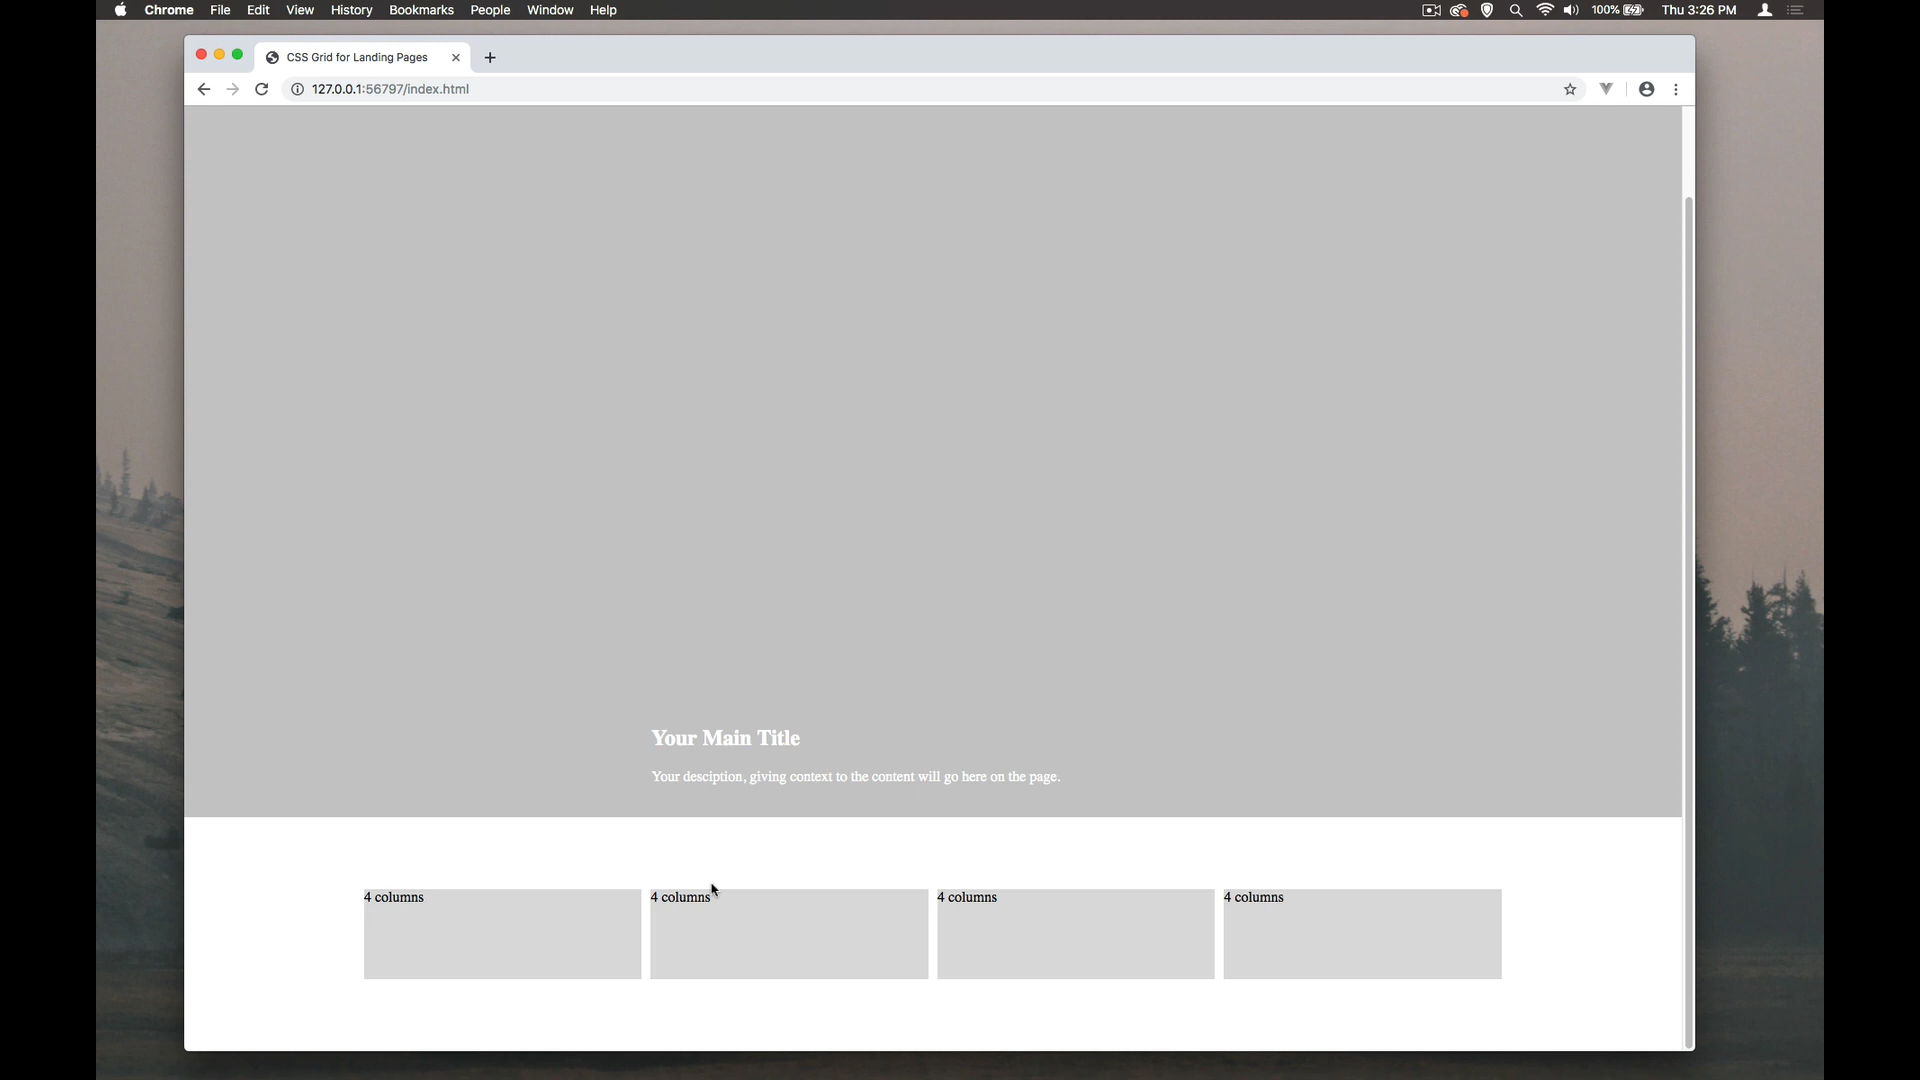 Chrome File Edit View History Bookmarks People Window Help 100% Thu 3:26 PM
CSS Grid for Landing Pages
127.0.0.1:56797/index.html
Your Main Title
Your desciption, giving context to the content will go here on the page.
4 columns 4 columns 4 columns 4 columns